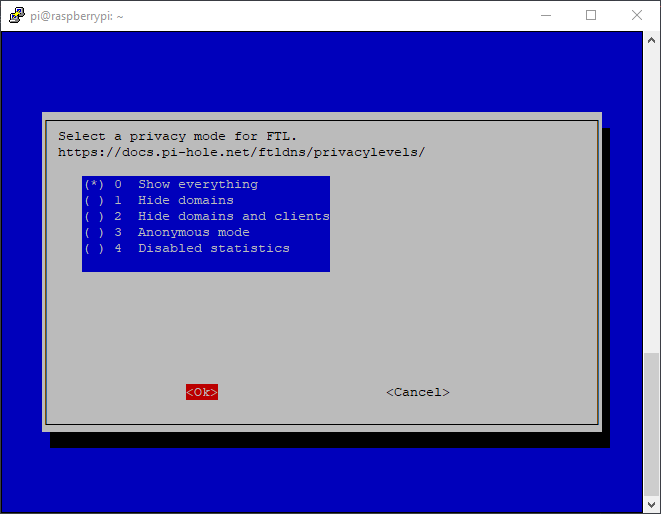 pi@raspberrypi: ~
Select a privacy mode for FTL.
https://docs.pi-hole.net/ftldns/privacylevels/
(*) 0 Show everything
( ) 1 Hide domains
( ) 2 Hide domains and clients
( ) 3 Anonymous mode
( ) 4 Disabled statistics
<Ok> <Cancel>